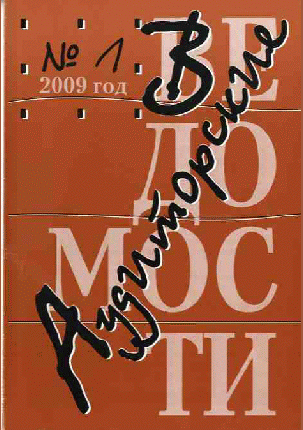 № 1
2009 год
Аудиторские
ВЕ
ДО
МОС
ТИ